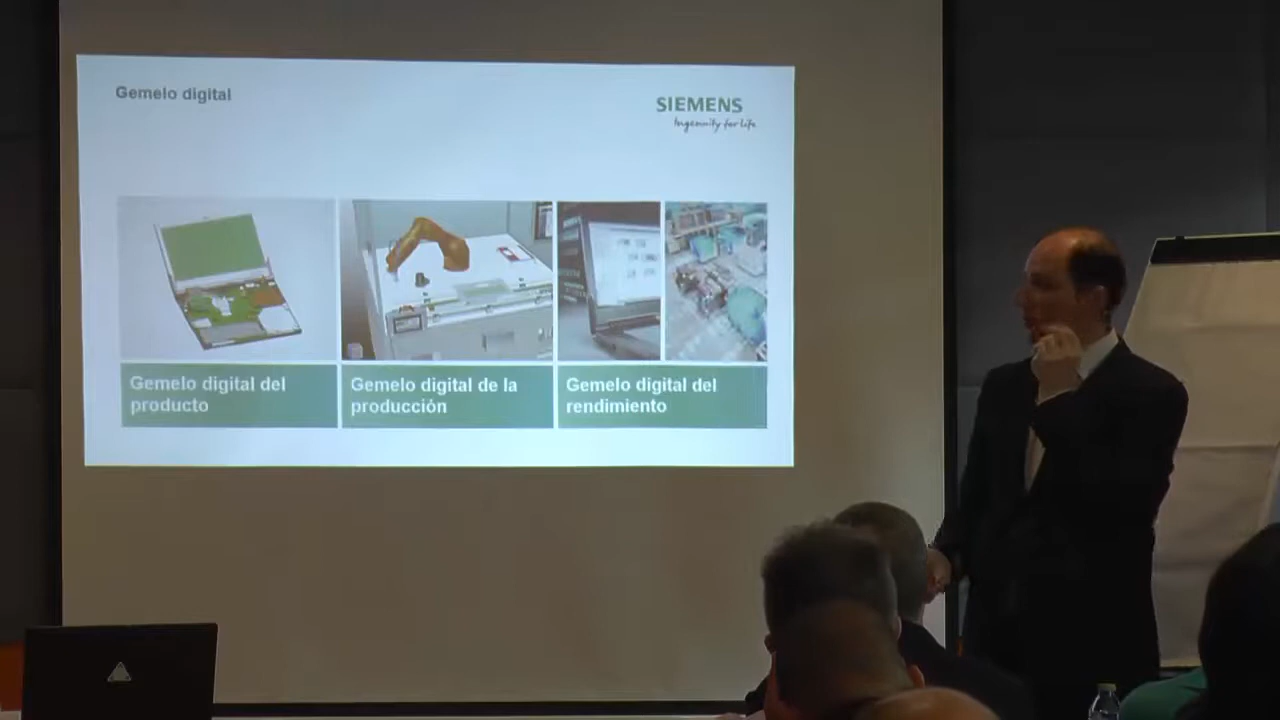 Gemelo digital
SIEMENS
Ingenuity for life
Gemelo digital del
producto
Gemelo digital de la
producción
Gemelo digital del
rendimiento